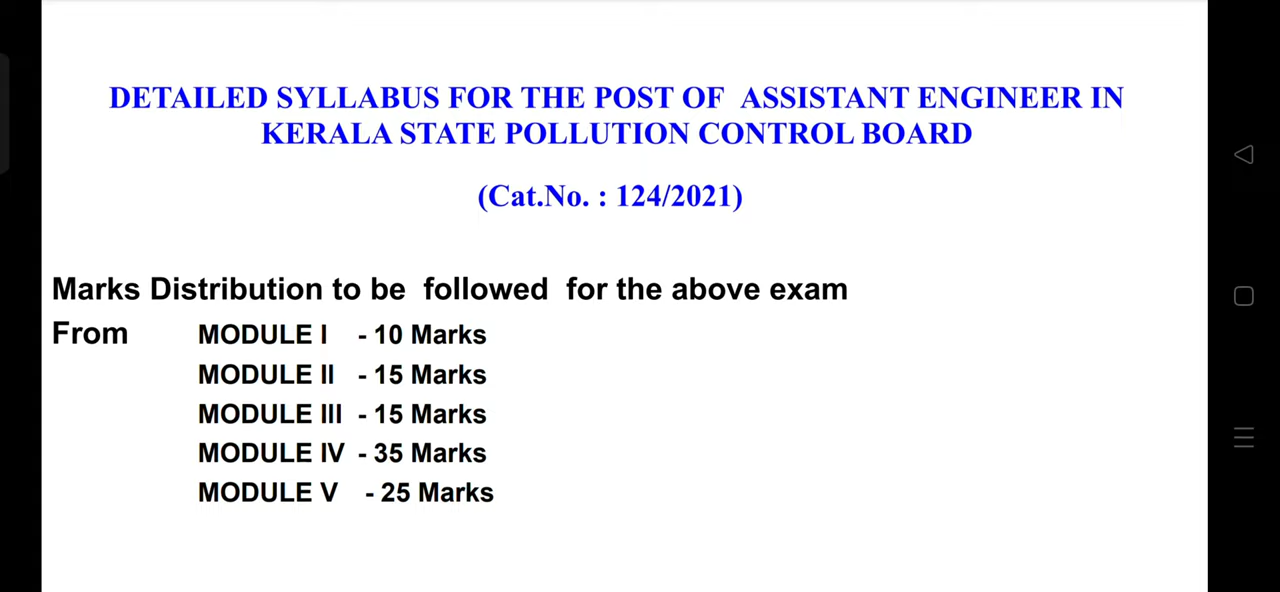 DETAILED SYLLABUS FOR THE POST OF ASSISTANT ENGINEER IN
KERALA STATE POLLUTION CONTROL BOARD
(Cat.No. : 124/2021)
Marks Distribution to be followed for the above exam
From MODULE I - 10 Marks
MODULE II - 15 Marks
MODULE III - 15 Marks
MODULE IV - 35 Marks
MODULE V - 25 Marks